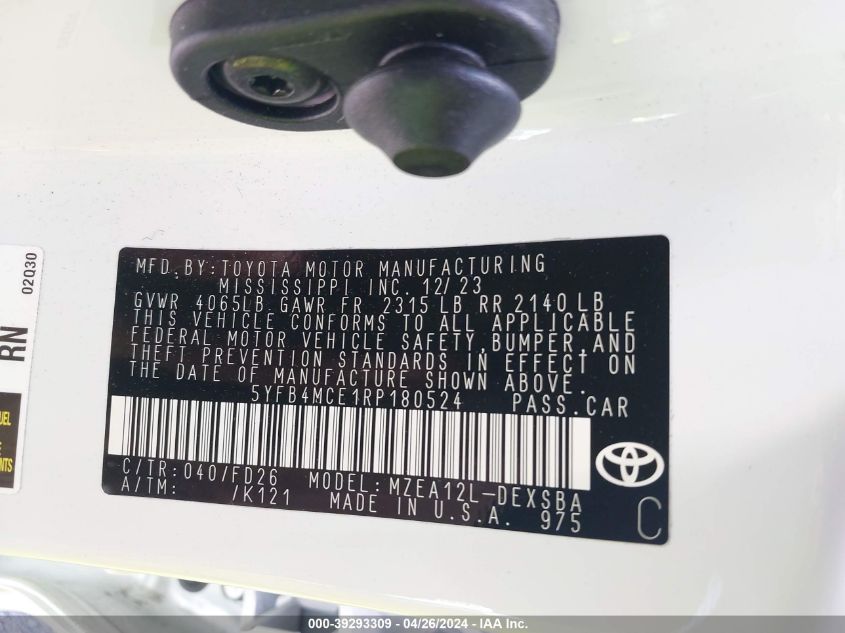 MFD.BY:TOYOTA MOTOR MANUFACTURING
MISSISSIPPI INC. 12/23
GVWR 4065LB GAWR FR 2315 LB RR 2140LB
THIS VEHICLE CONFORMS TO ALL APPLICABLE
FEDERAL MOTOR VEHICLE SAFETY,BUMPER,AND
THEFT PREVENTION STANDARDS IN EFFECT ON
THE DATE OF MANUFACTURE SHOWN ABOVE.
5YFB4MCE1RP180524 PASS.CAR
C/TR:040/FD26 MODEL:MZEA12L-DEXSBA
A/TM: /K121 MADE IN U.S.A. 975
C
02Q30
RN
000-39293309 - 04/26/2024 - IAAI Inc.